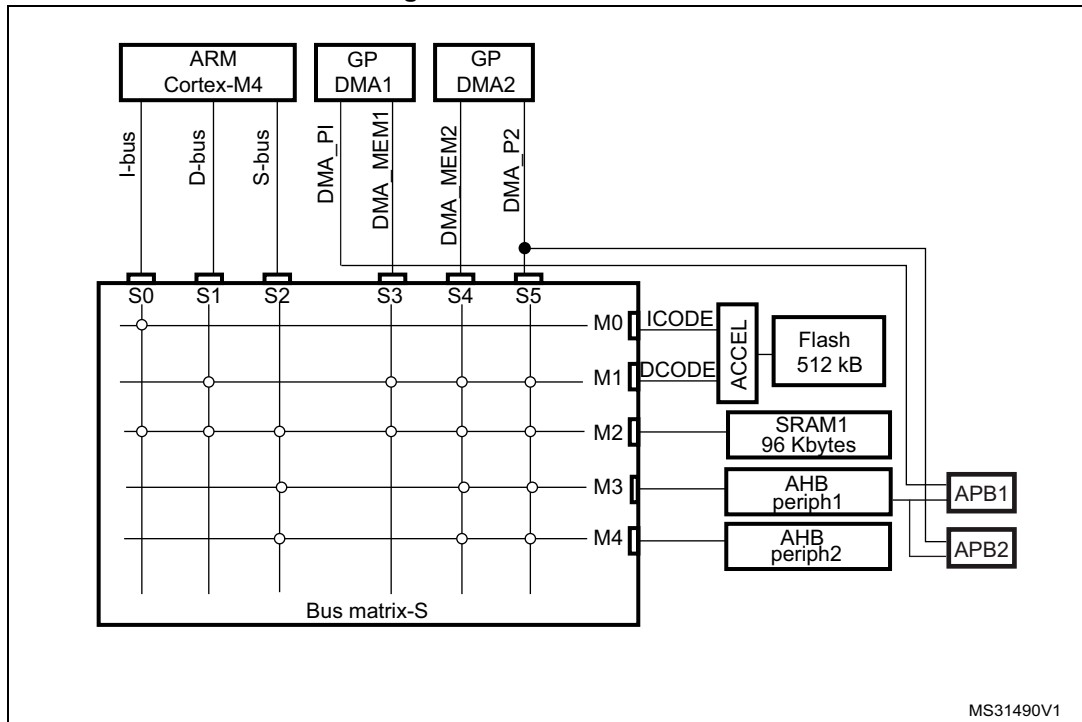 ARM
Cortex-M4
GP
DMA1
GP
DMA2
I-bus
D-bus
S-bus
DMA_PI
DMA_MEM1
DMA_MEM2
DMA_P2
S0
S1
S2
S3
S4
S5
M0
ICODE
M1
DCODE
ACCEL
Flash
512 kB
M2
SRAM1
96 Kbytes
M3
AHB
periph1
APB1
M4
AHB
periph2
APB2
Bus matrix-S
MS31490V1